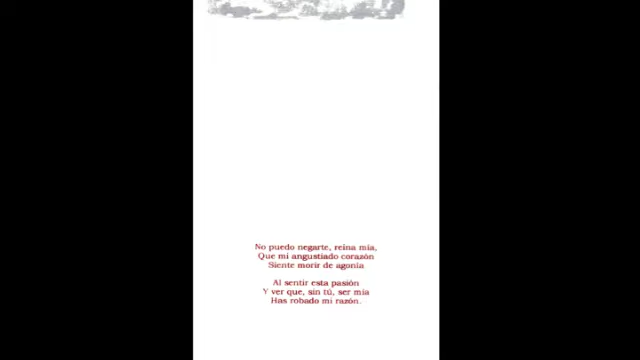 No puedo negarte, reina mía,
Que mi angustiado corazón
Siente morir de agonía
Al sentir esta pasión
Y ver que, sin tú, ser mía
Has robado mi razón.